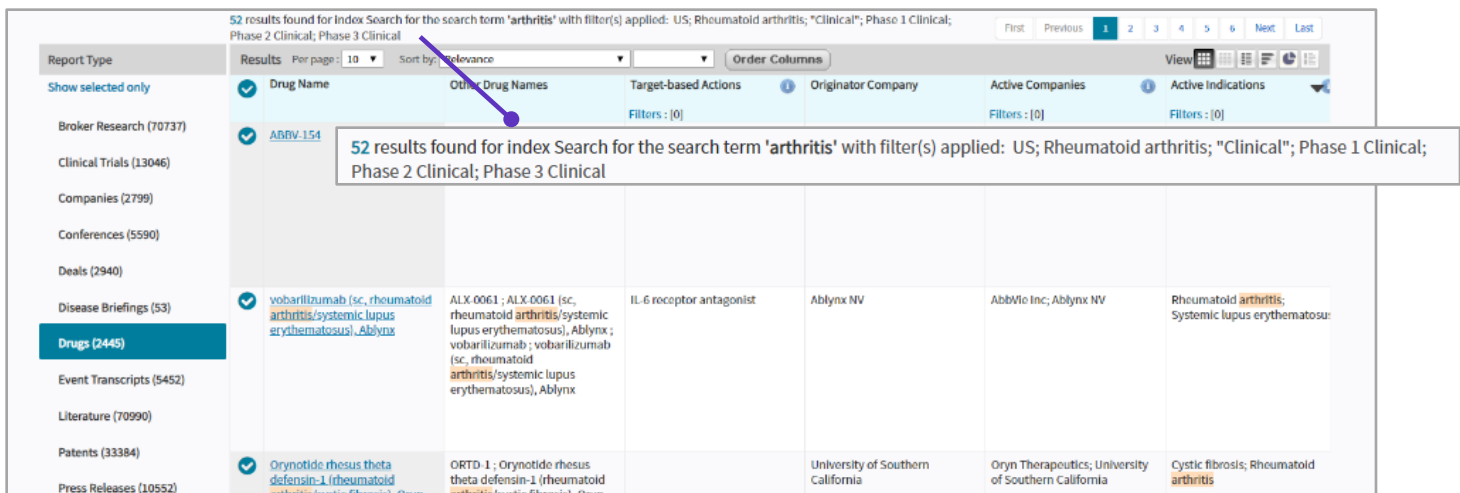 52 results found for index Search for the search term 'arthritis' with filter(s) applied: US; Rheumatoid arthritis; "Clinical"; Phase 1 Clinical;
Phase 2 Clinical; Phase 3 Clinical
First Previous 1 2 3 4 5 6 Next Last
Report Type
Results Per page: 10 Sort by: Relevance Order Columns View
Show selected only
Drug Name Other Drug Names Target-based Actions Originator Company Active Companies Active Indications
Filters : [0] Filters : [0] Filters : [0]
Broker Research (70737)
Clinical Trials (13046)
Companies (2799)
Conferences (5590)
Deals (2940)
Disease Briefings (53)
Drugs (2445)
Event Transcripts (5452)
Literature (70990)
Patents (33384)
Press Releases (10552)
ABBV-154
52 results found for index Search for the search term 'arthritis' with filter(s) applied: US; Rheumatoid arthritis; "Clinical"; Phase 1 Clinical;
Phase 2 Clinical; Phase 3 Clinical
vobarilizumab (sc, rheumatoid
arthritis/systemic lupus
erythematosus), Ablynx
ALX-0061 ; ALX-0061 (sc,
rheumatoid arthritis/systemic
lupus erythematosus), Ablynx ;
vobarilizumab ; vobarilizumab
(sc, rheumatoid
arthritis/systemic lupus
erythematosus), Ablynx
IL-6 receptor antagonist
Ablynx NV
AbbVie Inc; Ablynx NV
Rheumatoid arthritis;
Systemic lupus erythematosu
Orynotide rhesus theta
defensin-1 (rheumatoid
ORTD-1 ; Orynotide rhesus
theta defensin-1 (rheumatoid
University of Southern
California
Oryn Therapeutics; University
of Southern California
Cystic fibrosis; Rheumatoid
arthritis